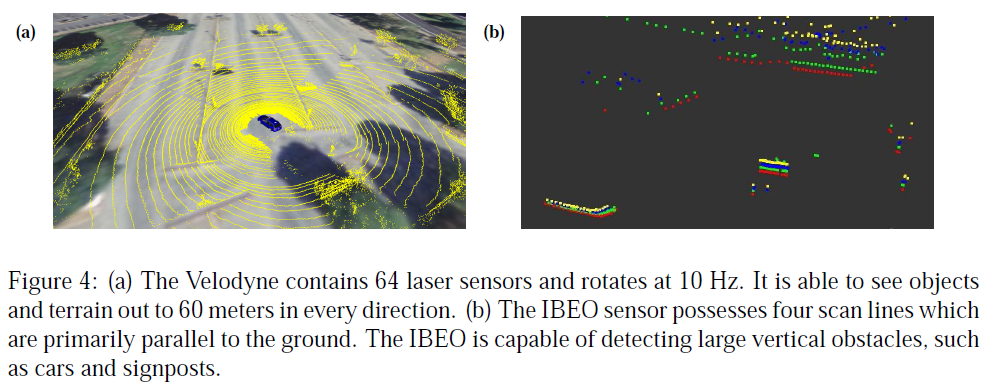 (a)
(b)
Figure 4: (a) The Velodyne contains 64 laser sensors and rotates at 10 Hz. It is able to see objects
and terrain out to 60 meters in every direction. (b) The IBEO sensor possesses four scan lines which
are primarily parallel to the ground. The IBEO is capable of detecting large vertical obstacles, such
as cars and signposts.